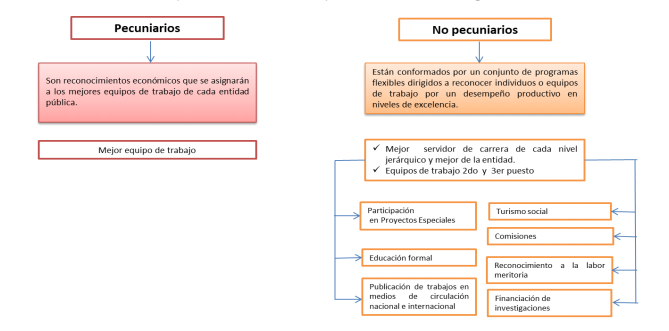 Pecuniarios
Son reconocimientos económicos que se asignarán
a los mejores equipos de trabajo de cada entidad
pública.
Mejor equipo de trabajo
No pecuniarios
Están conformados por un conjunto de programas
flexibles dirigidos a reconocer individuos o equipos
de trabajo por un desempeño productivo en
niveles de excelencia.
✓ Mejor servidor de carrera de cada nivel
jerárquico y mejor de la entidad.
✓ Equipos de trabajo 2do y 3er puesto
Participación
en Proyectos Especiales
Educación formal
Publicación de trabajos en
medios de circulación
nacional e internacional
Turismo social
Comisiones
Reconocimiento a la labor
meritoria
Financiación de
investigaciones